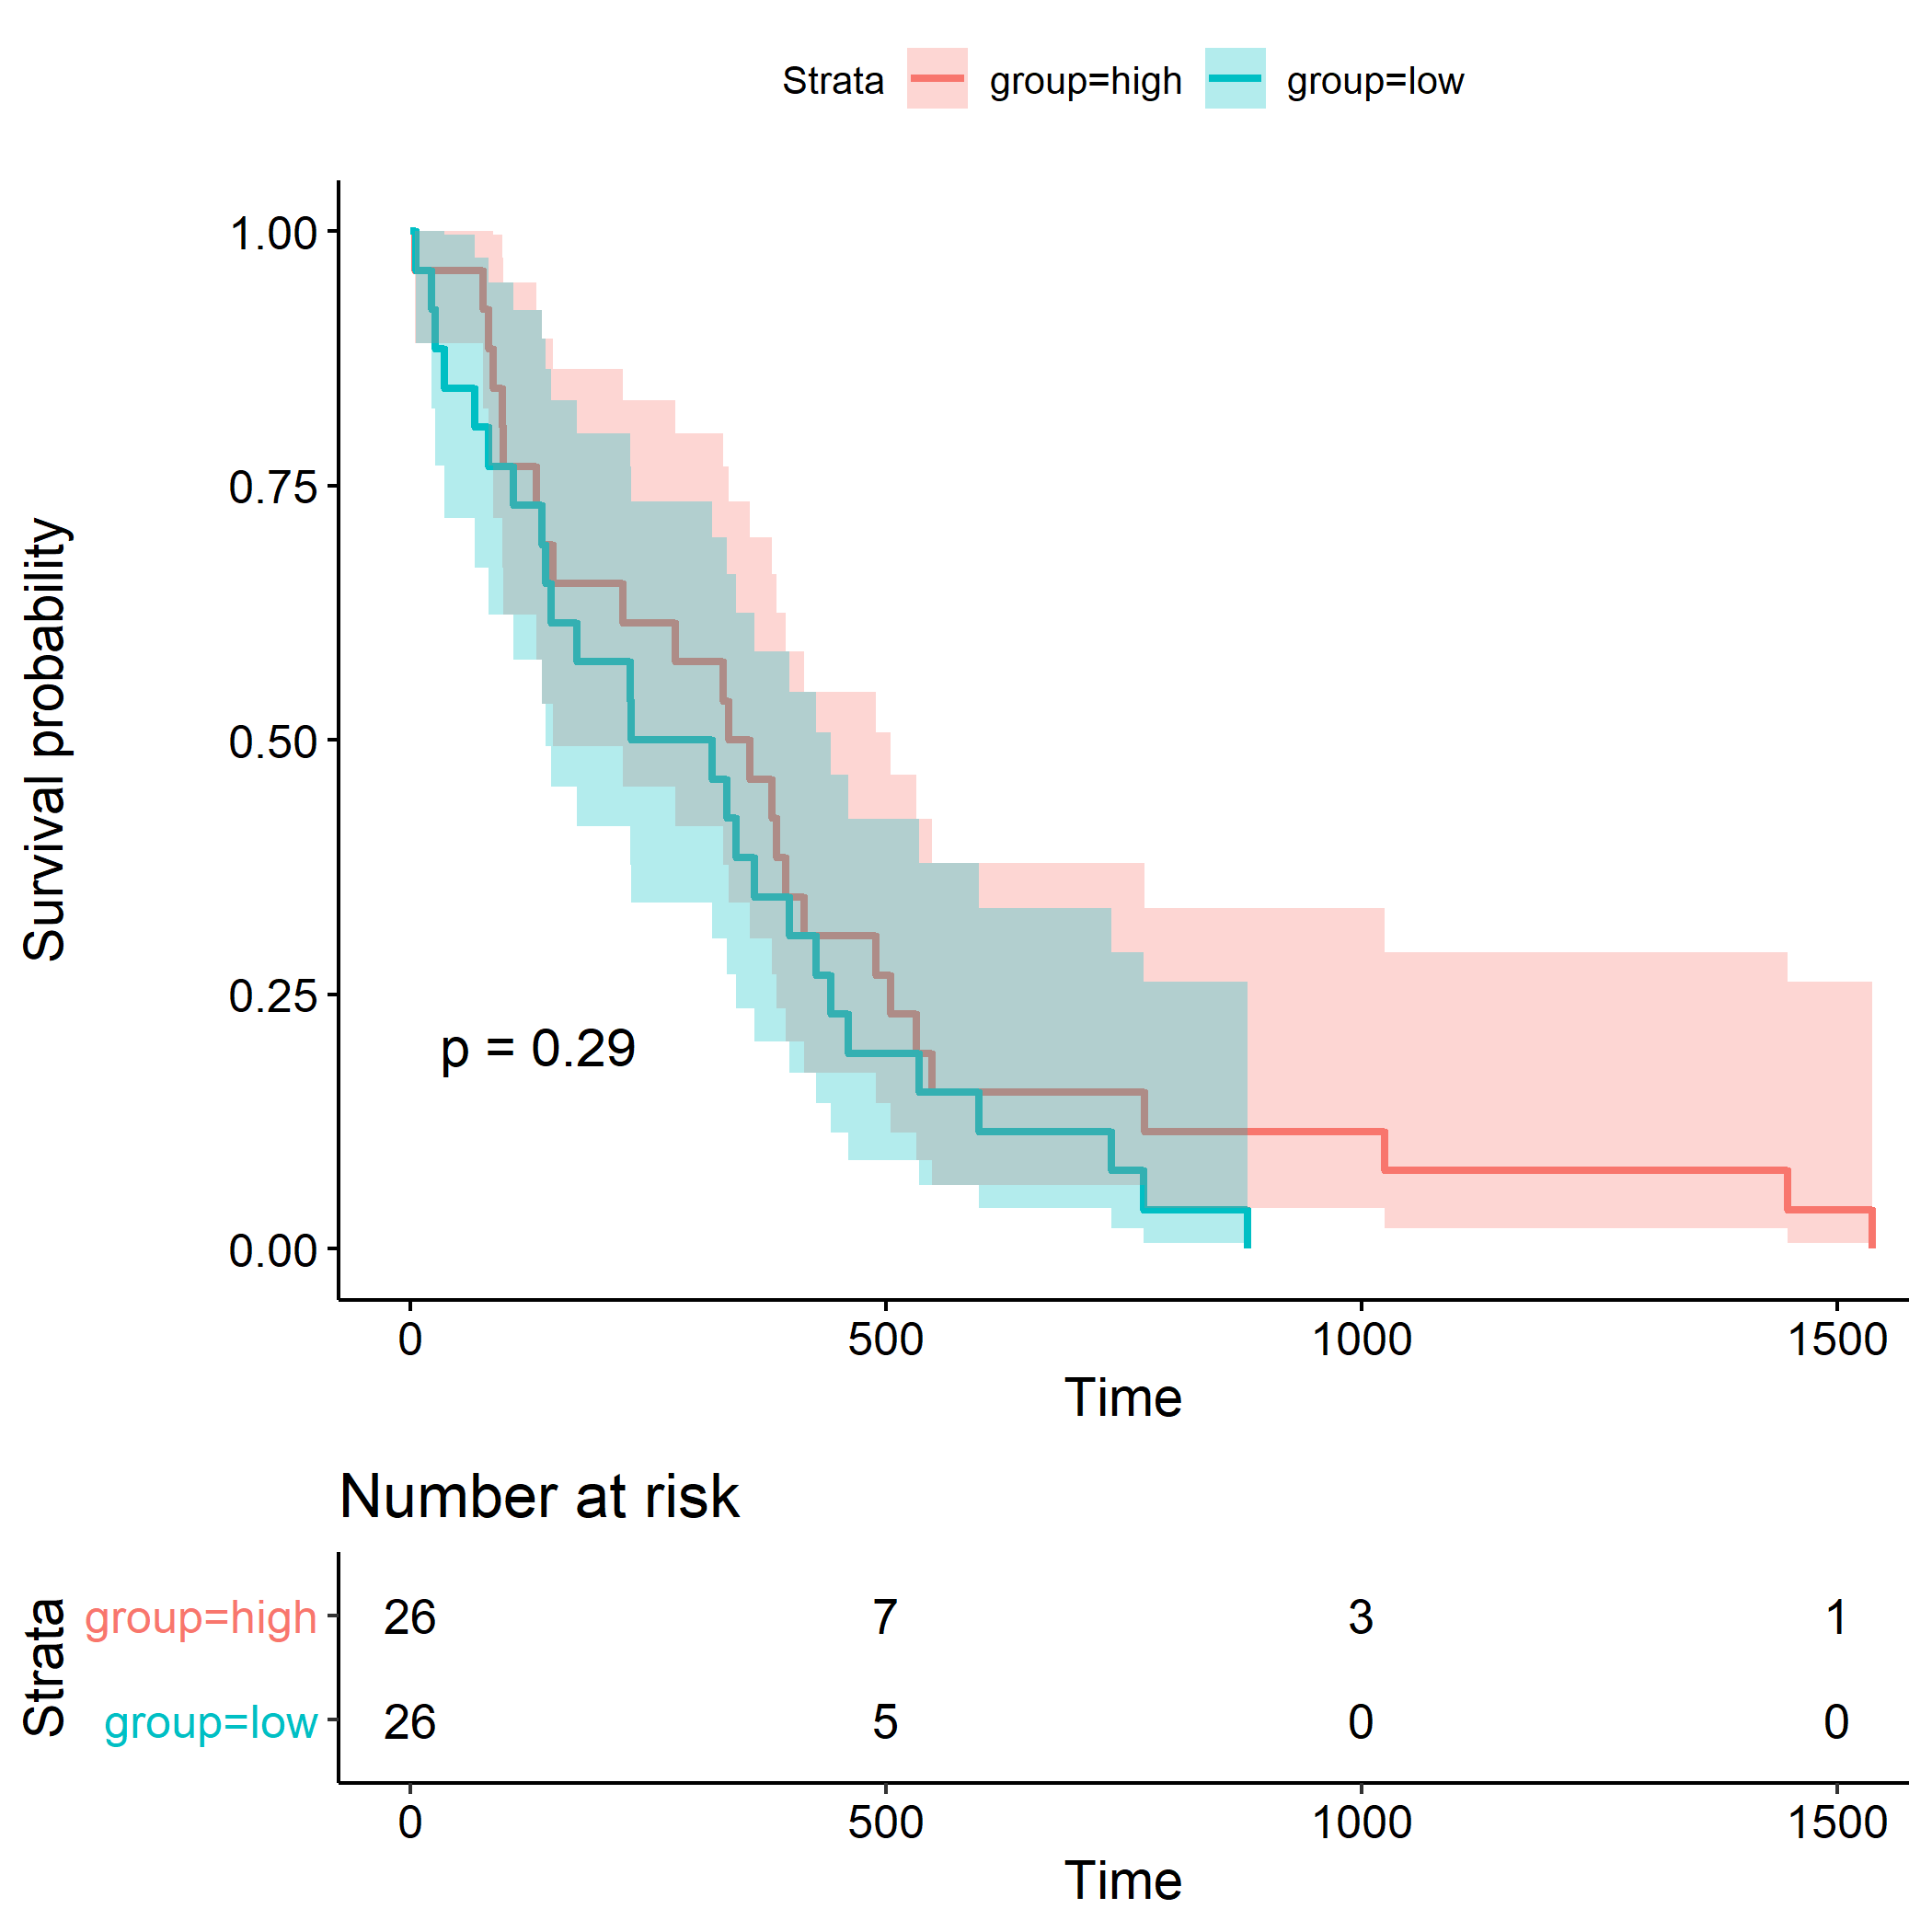 Strata group=high group=low
1.00
0.75
0.50
0.25
0.00
Survival probability
p = 0.29
0 500 1000 1500
Time
Number at risk
Strata
group=high 26 7 3 1
group=low 26 5 0 0
0 500 1000 1500
Time